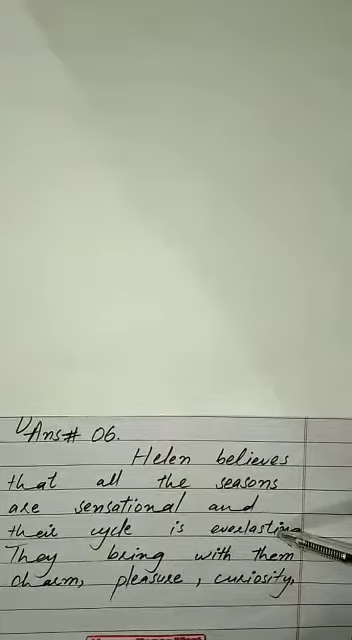 Ans# 06.
Helen believes
that all the seasons
are sensational and
their cycle is everlasting
They bring with them
charm, pleasure, curiosity,